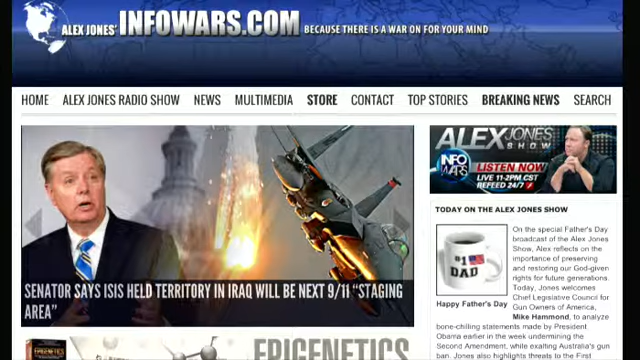 ALEX JONES' INFOWARS.COM BECAUSE THERE IS A WAR ON FOR YOUR MIND
HOME ALEX JONES RADIO SHOW NEWS MULTIMEDIA STORE CONTACT TOP STORIES BREAKING NEWS SEARCH
SENATOR SAYS ISIS HELD TERRITORY IN IRAQ WILL BE NEXT 9/11 “STAGING
AREA”
EPIGENETICS
EPIGENETICS
ALEX JONES
SHOW
INFO
WARS
LISTEN NOW
LIVE 11-2PM CST
REFEED 24/7
TODAY ON THE ALEX JONES SHOW
#1
DAD
Happy Father's Day
On the special Father's Day
broadcast of the Alex Jones
Show, Alex reflects on the
importance of preserving
and restoring our God-given
rights for future generations.
Today, Jones welcomes
Chief Legislative Council for
Gun Owners of America,
Mike Hammond, to analyze
bone-chilling statements made by President
Obama earlier in the week undermining the
Second Amendment, while exalting Australia's gun
ban. Jones also highlights threats to the First